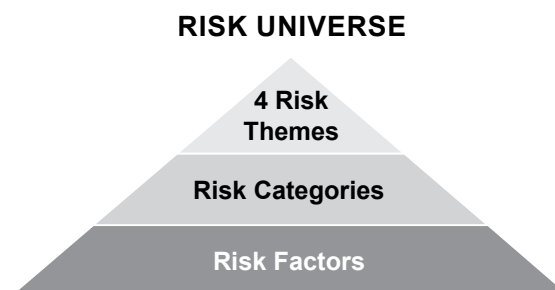 RISK UNIVERSE
4 Risk
Themes
Risk Categories
Risk Factors